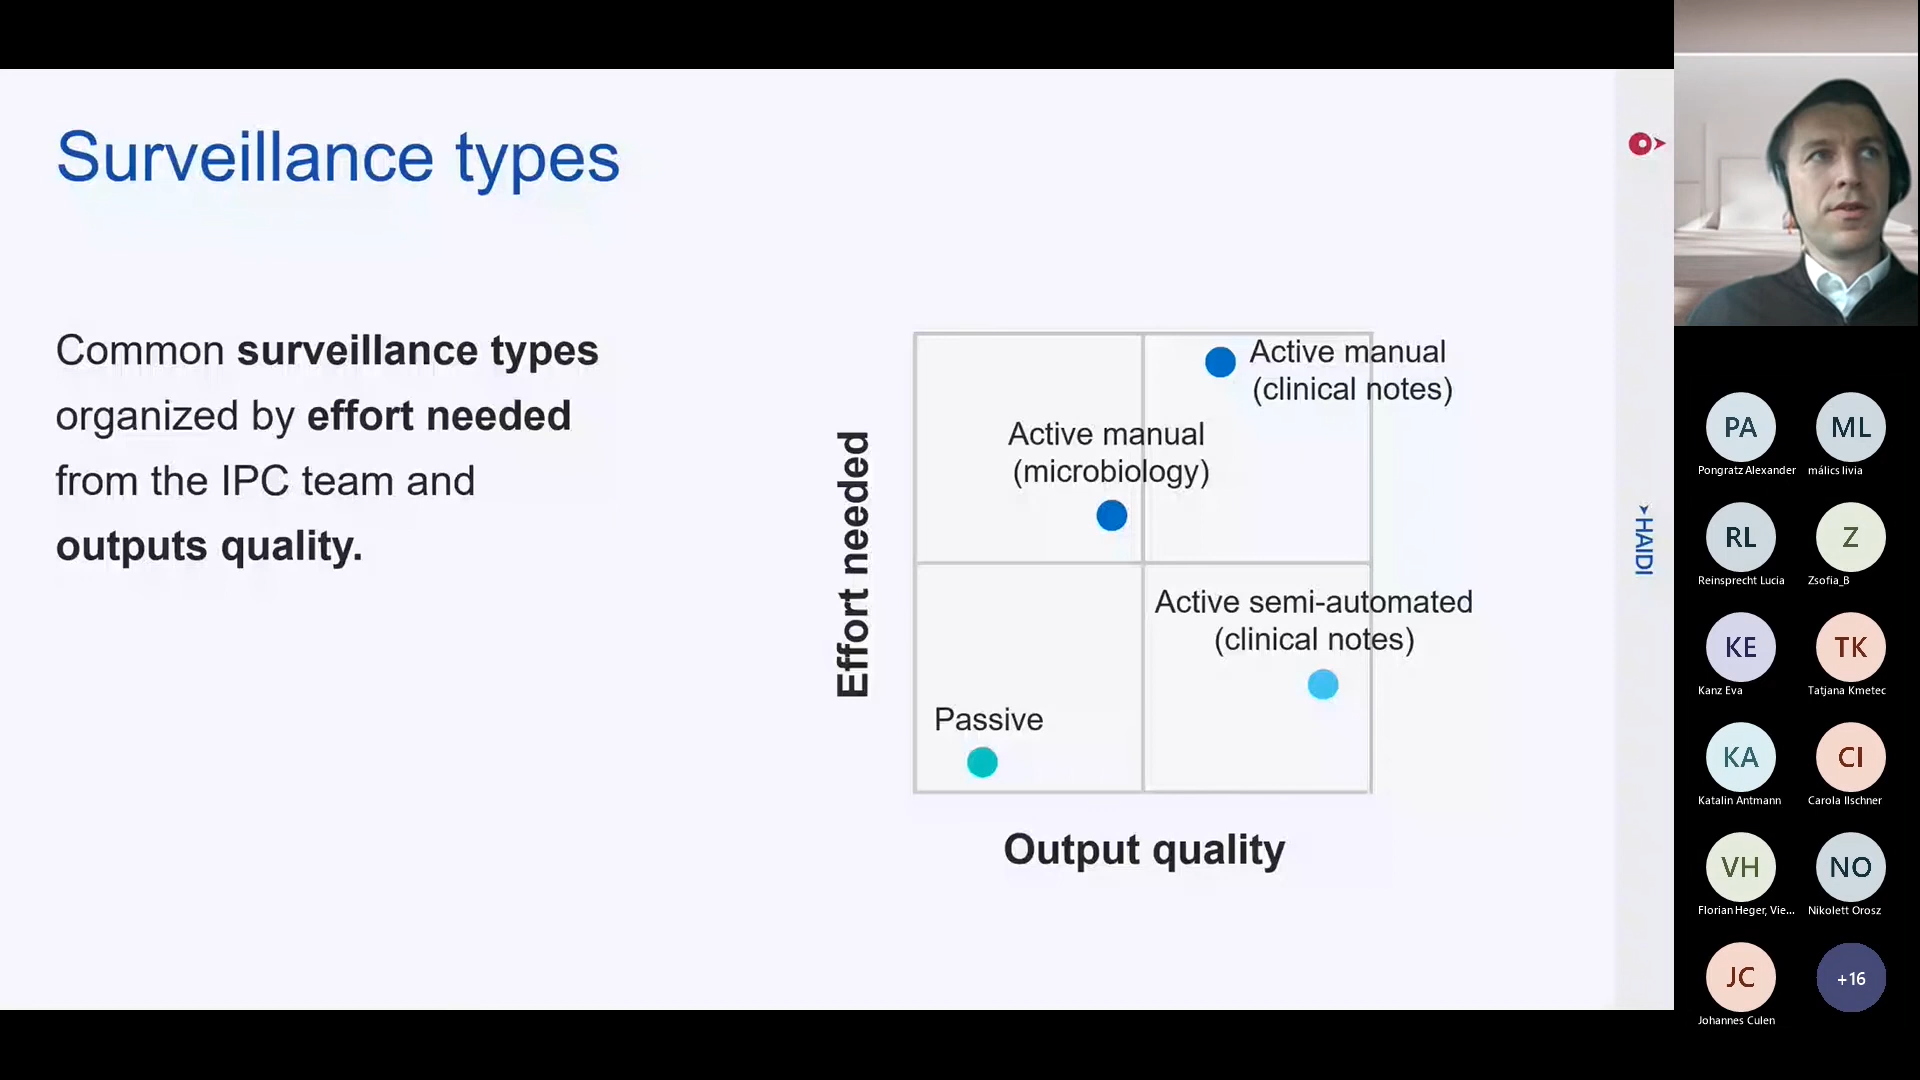 Surveillance types
Common surveillance types
organized by effort needed
from the IPC team and
outputs quality.
Effort needed
Active manual
(clinical notes)
Active manual
(microbiology)
Active semi-automated
(clinical notes)
Passive
Output quality
HAIDI
PA
Pongratz Alexander
ML
málics lívia
RL
Reinsprecht Lucia
Z
Zsofia_B
KE
Kanz Eva
TK
Tatjana Kmetec
KA
Katalin Antmann
CI
Carola Ilschner
VH
Florian Heger, Vie...
NO
Nikolett Orosz
JC
Johannes Culen
+16